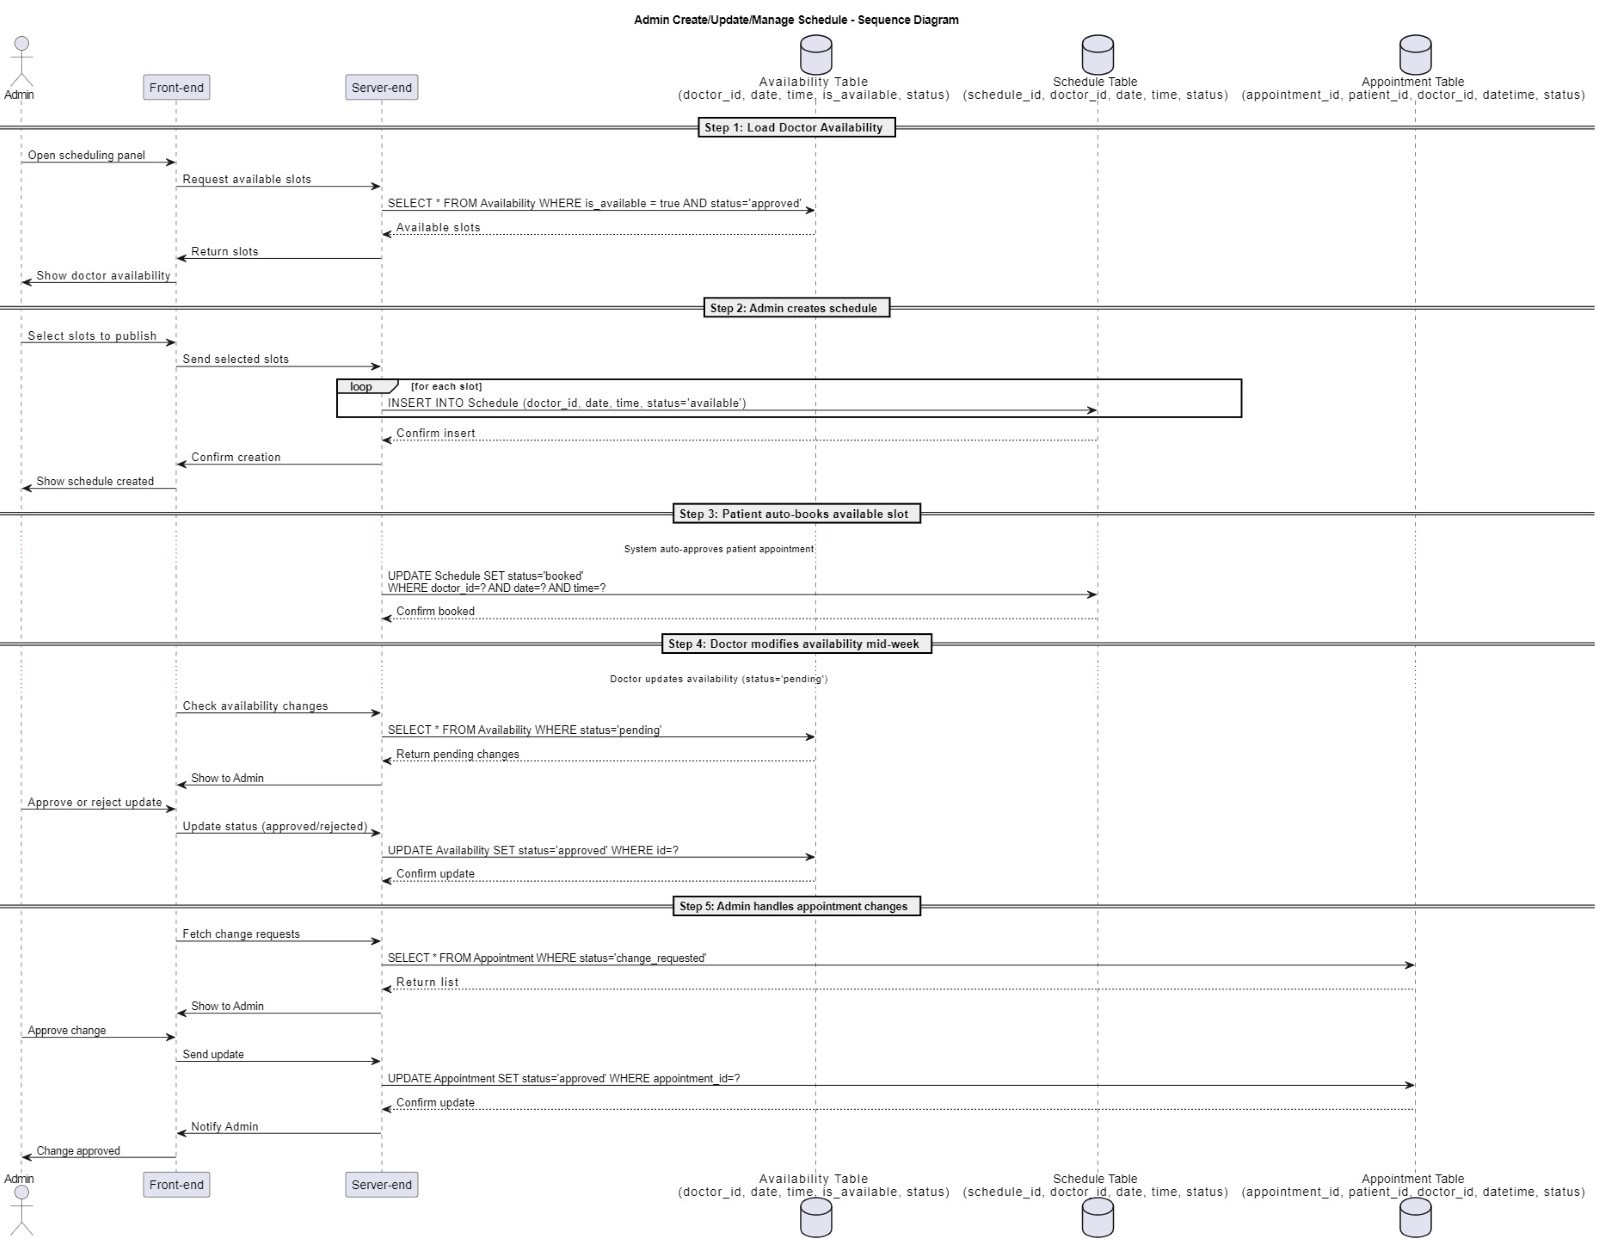 Admin Create/Update/Manage Schedule - Sequence Diagram
Admin
Front-end
Server-end
Availability Table
(doctor_id, date, time, is_available, status)
Schedule Table
(schedule_id, doctor_id, date, time, status)
Appointment Table
(appointment_id, patient_id, doctor_id, datetime, status)
Step 1: Load Doctor Availability
Open scheduling panel
Request available slots
SELECT * FROM Availability WHERE is_available = true AND status='approved'
Available slots
Return slots
Show doctor availability
Step 2: Admin creates schedule
Select slots to publish
Send selected slots
loop
[for each slot]
INSERT INTO Schedule (doctor_id, date, time, status='available')
Confirm insert
Confirm creation
Show schedule created
Step 3: Patient auto-books available slot
System auto-approves patient appointment
UPDATE Schedule SET status='booked'
WHERE doctor_id=? AND date=? AND time=?
Confirm booked
Step 4: Doctor modifies availability mid-week
Doctor updates availability (status='pending')
Check availability changes
SELECT * FROM Availability WHERE status='pending'
Return pending changes
Show to Admin
Approve or reject update
Update status (approved/rejected)
UPDATE Availability SET status='approved' WHERE id=?
Confirm update
Step 5: Admin handles appointment changes
Fetch change requests
SELECT * FROM Appointment WHERE status='change_requested'
Return list
Show to Admin
Approve change
Send update
UPDATE Appointment SET status='approved' WHERE appointment_id=?
Confirm update
Notify Admin
Change approved
Admin
Front-end
Server-end
Availability Table
(doctor_id, date, time, is_available, status)
Schedule Table
(schedule_id, doctor_id, date, time, status)
Appointment Table
(appointment_id, patient_id, doctor_id, datetime, status)